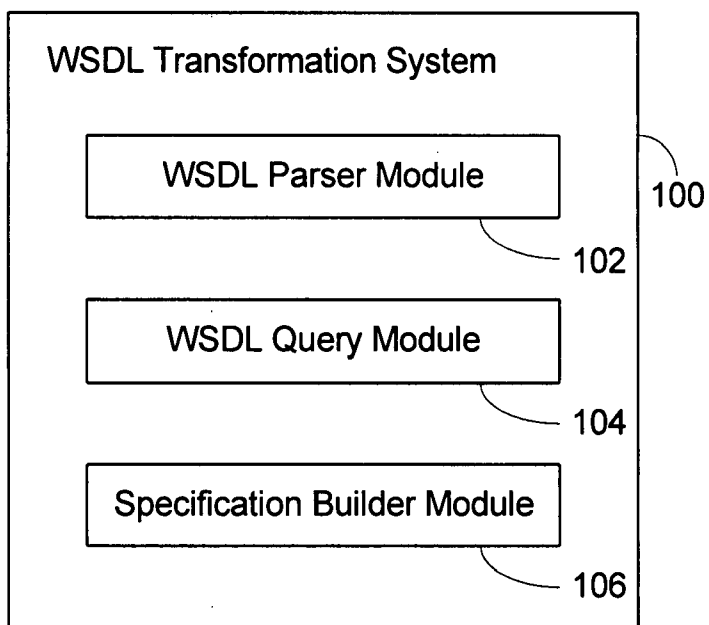 WSDL Transformation System
WSDL Parser Module
100
102
WSDL Query Module
104
Specification Builder Module
106